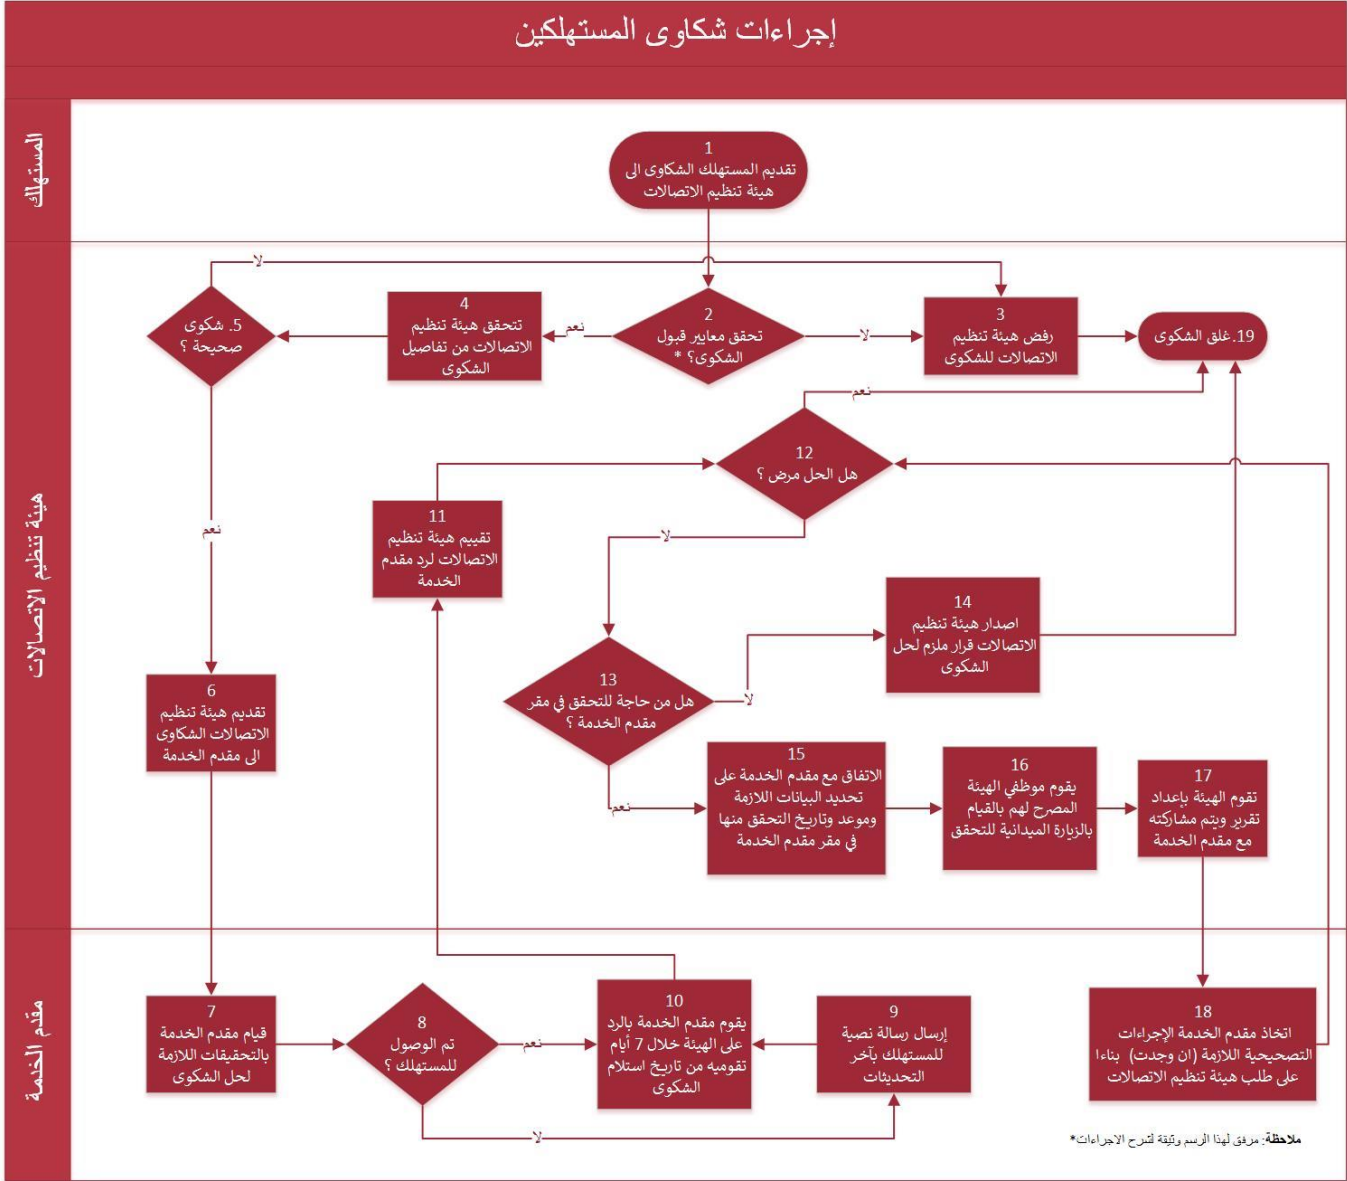 إجراءات شكاوى المستهلكين
المستهلك
1
تقديم المستهلك الشكاوى الى
هيئة تنظيم الاتصالات
هيئة تنظيم الإتصالات
2
تحقق معايير قبول
الشكوى؟ *
لا
نعم
3
رفض هيئة تنظيم
الاتصالات للشكوى
19. غلق الشكوى
4
تتحقق هيئة تنظيم
الاتصالات من تفاصيل
الشكوى
5. شكوى
صحيحة ؟
لا
نعم
6
تقديم هيئة تنظيم
الاتصالات الشكاوى
الى مقدم الخدمة
مقدم الخدمة
7
قيام مقدم الخدمة
بالتحقيقات اللازمة
لحل الشكوى
8
تم الوصول
للمستهلك ؟
نعم
لا
9
إرسال رسالة نصية
للمستهلك بآخر
التحديثات
10
يقوم مقدم الخدمة بالرد
على الهيئة خلال 7 أيام
تقوميه من تاريخ استلام
الشكوى
11
تقييم هيئة تنظيم
الاتصالات لرد مقدم
الخدمة
12
هل الحل مرض ؟
نعم
لا
13
هل من حاجة للتحقق في مقر
مقدم الخدمة ؟
لا
نعم
14
اصدار هيئة تنظيم
الاتصالات قرار ملزم لحل
الشكوى
15
الاتفاق مع مقدم الخدمة على
تحديد البيانات اللازمة
وموعد وتاريخ التحقق منها
في مقر مقدم الخدمة
16
يقوم موظفي الهيئة
المصرح لهم بالقيام
بالزيارة الميدانية للتحقق
17
تقوم الهيئة بإعداد
تقرير ويتم مشاركته
مع مقدم الخدمة
18
اتخاذ مقدم الخدمة الإجراءات
التصحيحية اللازمة (ان وجدت) بناءا
على طلب هيئة تنظيم الاتصالات
ملاحظة: مرفق لهذا الرسم وثيقة لشرح الاجراءات*